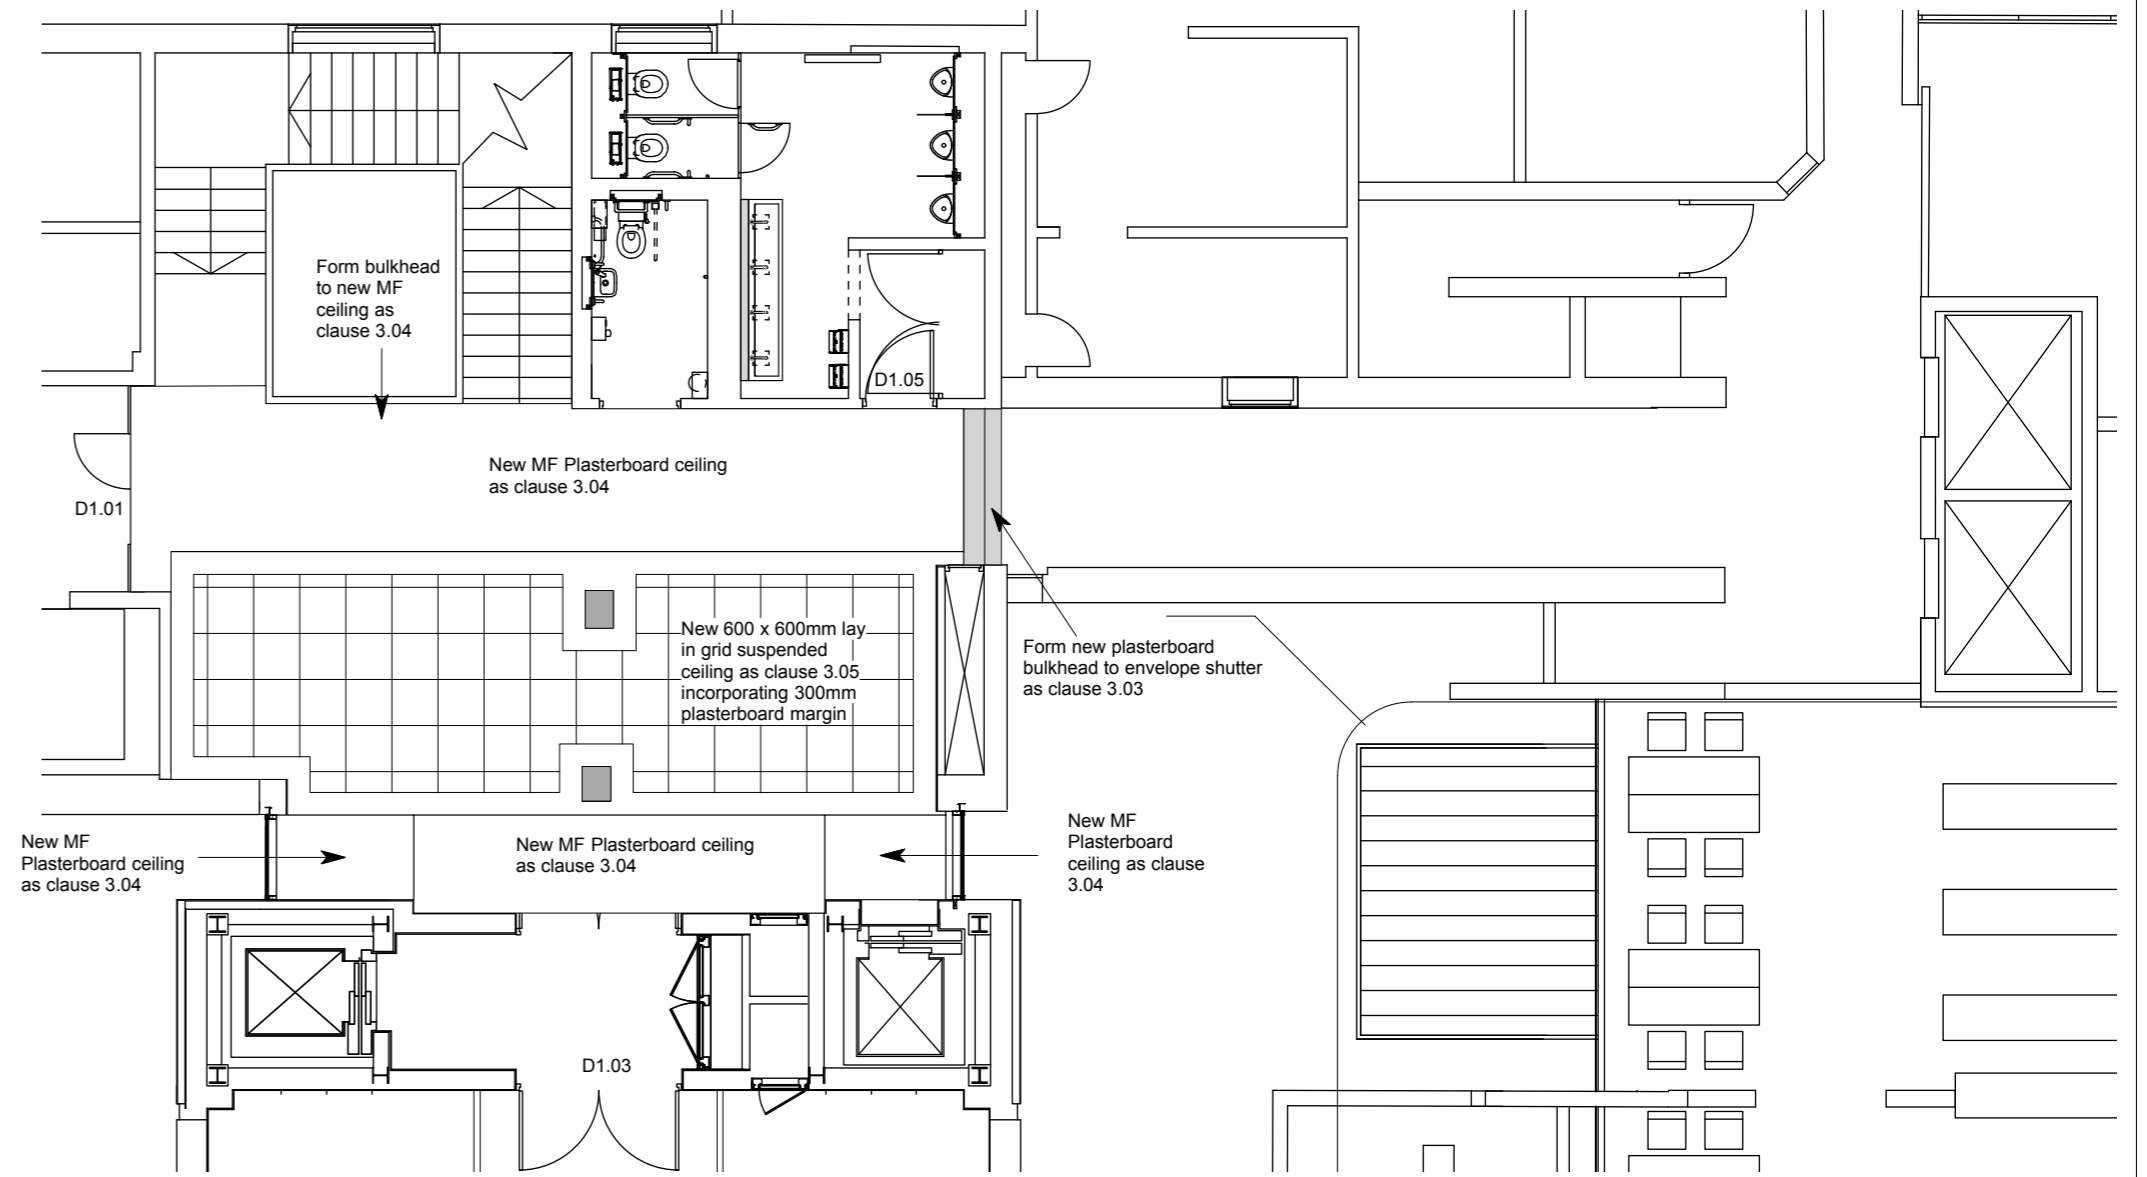 Form bulkhead
to new MF
ceiling as
clause 3.04
D1.05
New MF Plasterboard ceiling
as clause 3.04
D1.01
New 600 x 600mm lay
in grid suspended
ceiling as clause 3.05
incorporating 300mm
plasterboard margin
Form new plasterboard
bulkhead to envelope shutter
as clause 3.03
New MF
Plasterboard ceiling
as clause 3.04
New MF Plasterboard ceiling
as clause 3.04
New MF
Plasterboard
ceiling as clause
3.04
D1.03